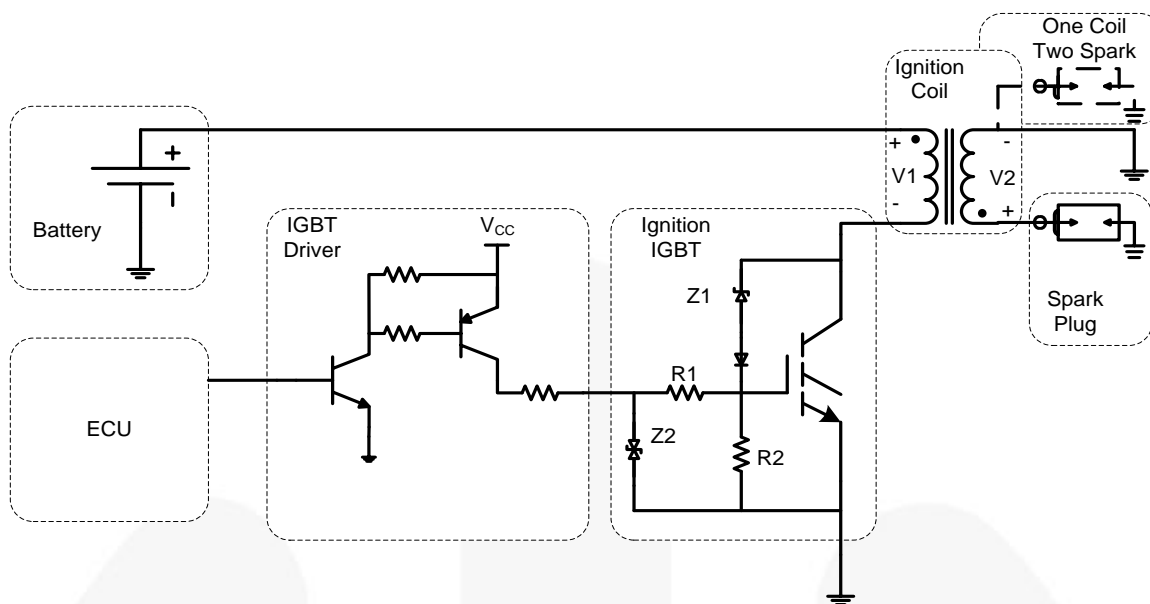 One Coil
Two Spark
Ignition
Coil
+
-
V1
V2
-
+
+
-
Battery
IGBT
Driver
VCC
Ignition
IGBT
Z1
R1
Z2
R2
Spark
Plug
ECU